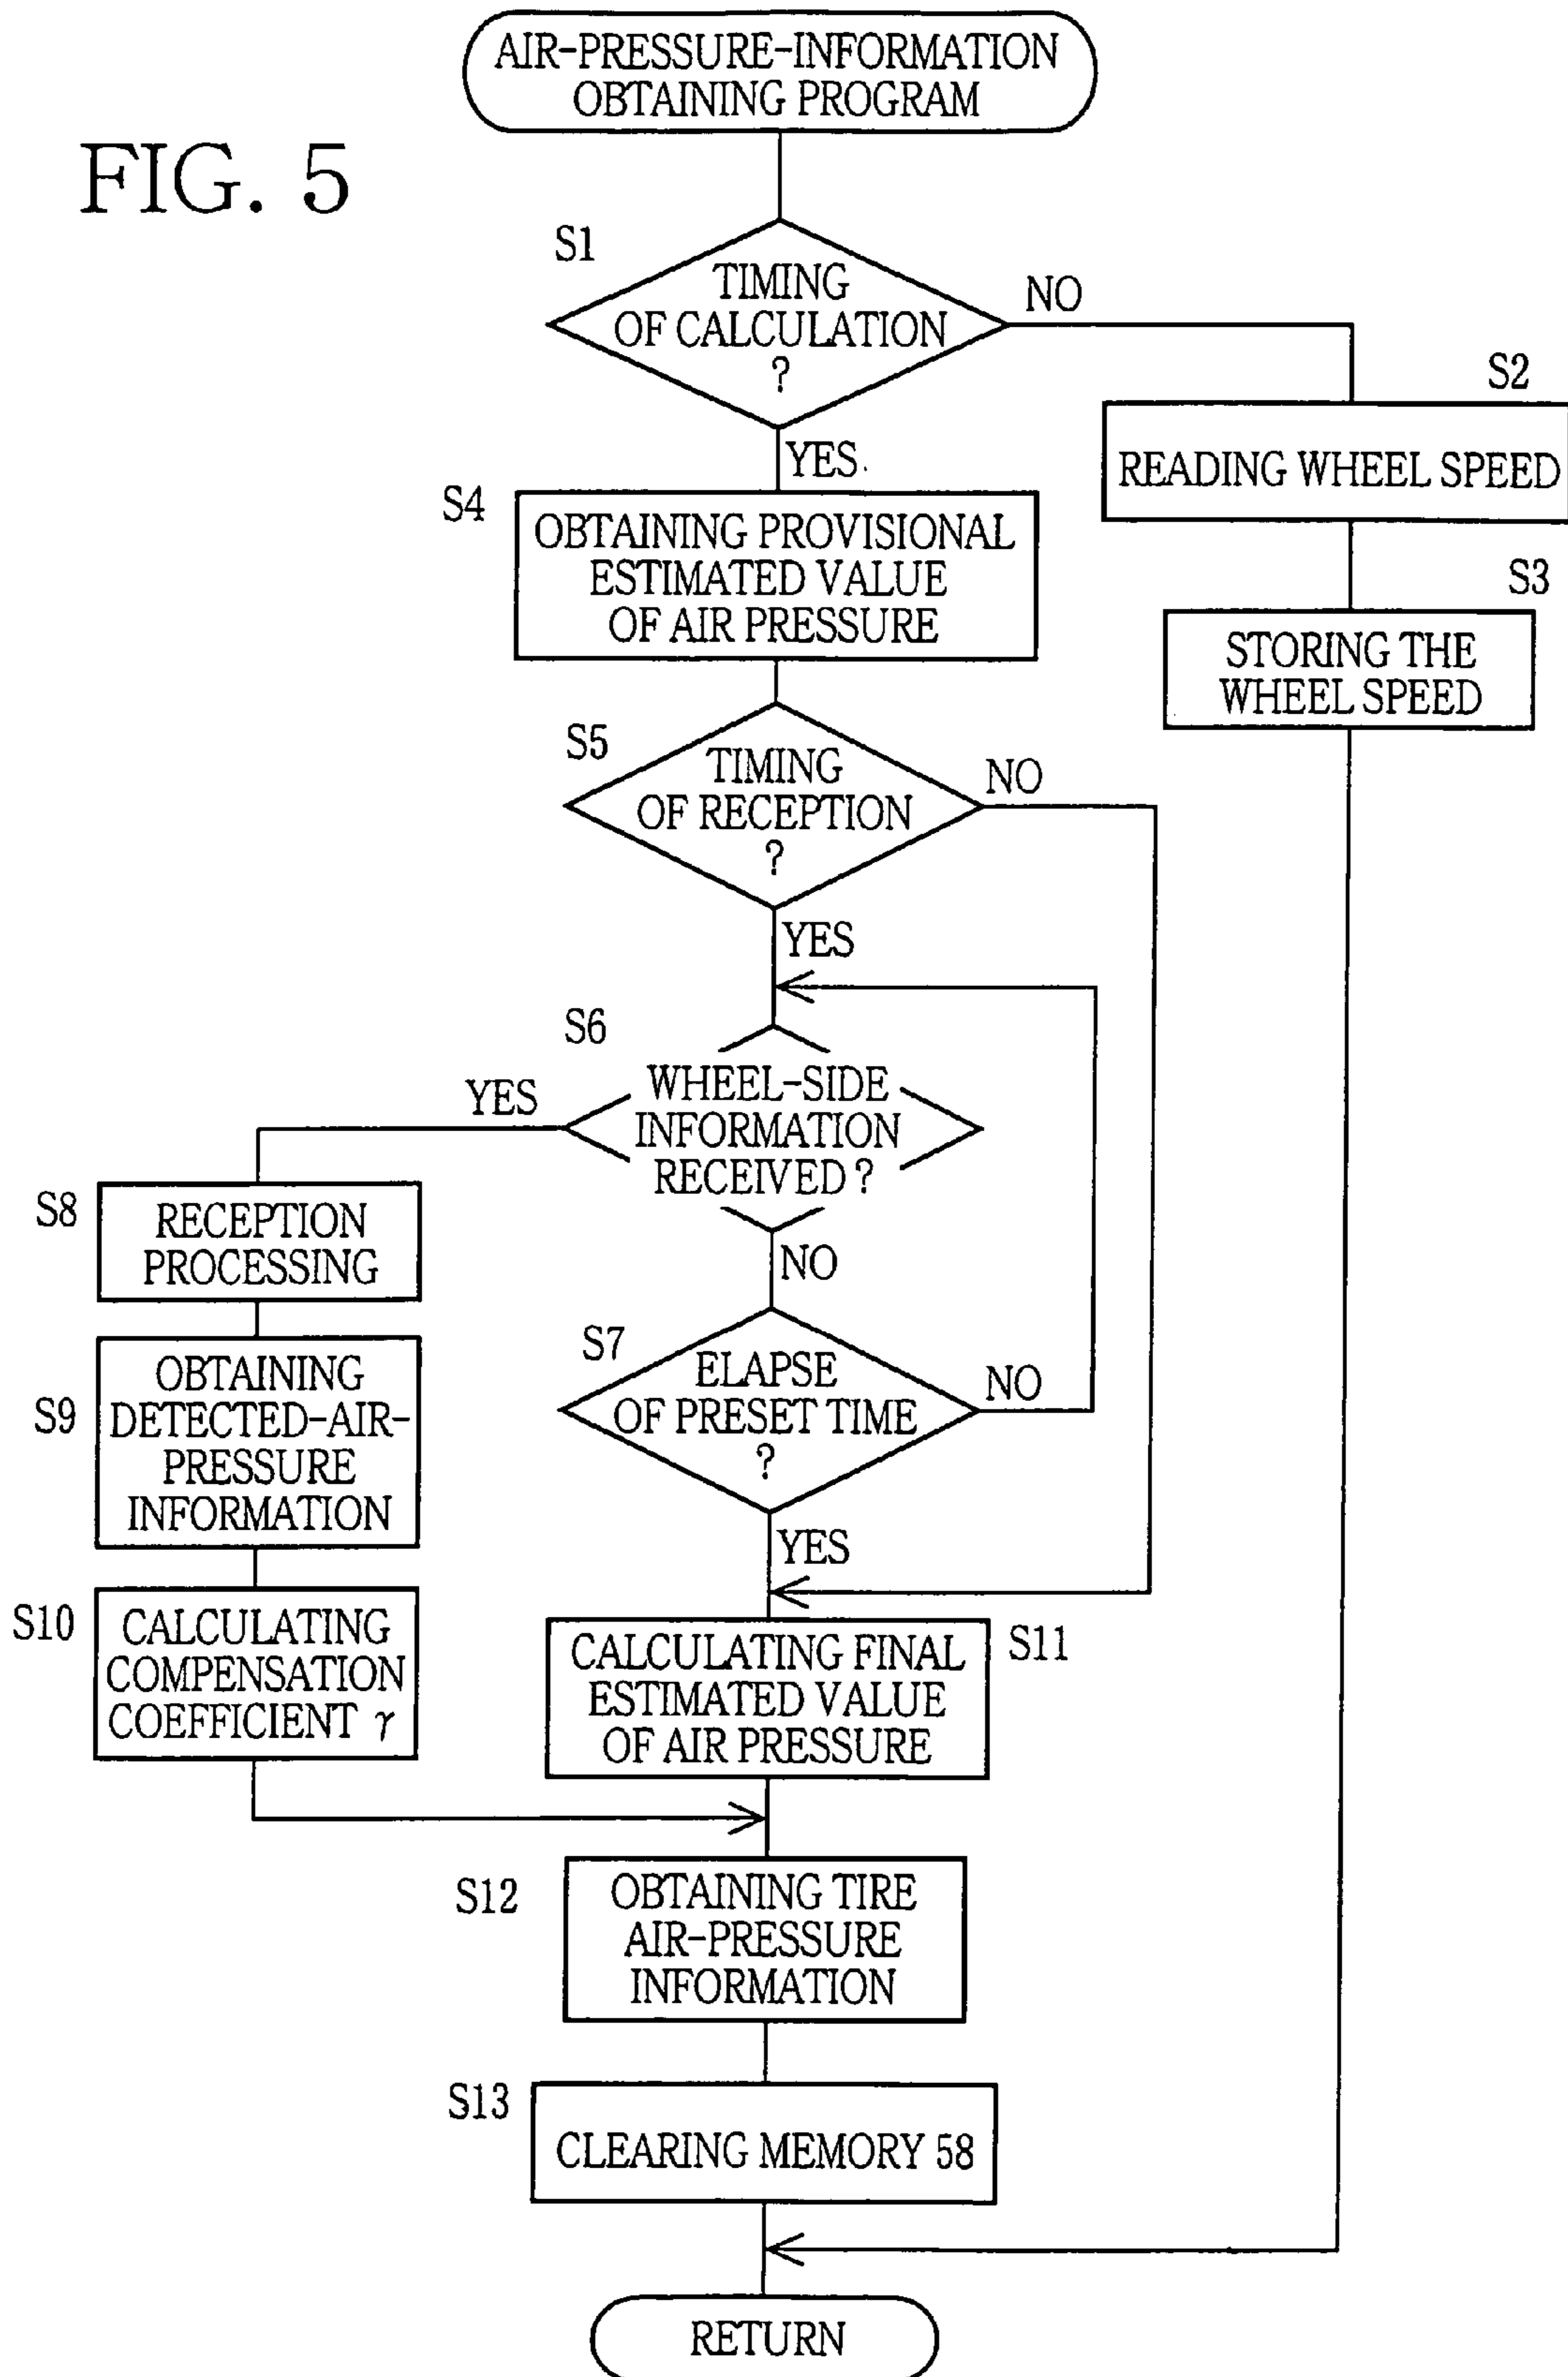 AIR-PRESSURE-INFORMATION
OBTAINING PROGRAM
FIG. 5
S1
TIMING
OF CALCULATION
?
NO
YES
S2
READING WHEEL SPEED
S3
STORING THE
WHEEL SPEED
S4
OBTAINING PROVISIONAL
ESTIMATED VALUE
OF AIR PRESSURE
S5
TIMING
OF RECEPTION
?
NO
YES
S6
WHEEL-SIDE
INFORMATION
RECEIVED ?
YES
NO
S8
RECEPTION
PROCESSING
S7
ELAPSE
OF PRESET TIME
?
NO
YES
S9
OBTAINING
DETECTED-AIR-
PRESSURE
INFORMATION
S10
CALCULATING
COMPENSATION
COEFFICIENT γ
S11
CALCULATING FINAL
ESTIMATED VALUE
OF AIR PRESSURE
S12
OBTAINING TIRE
AIR-PRESSURE
INFORMATION
S13
CLEARING MEMORY 58
RETURN